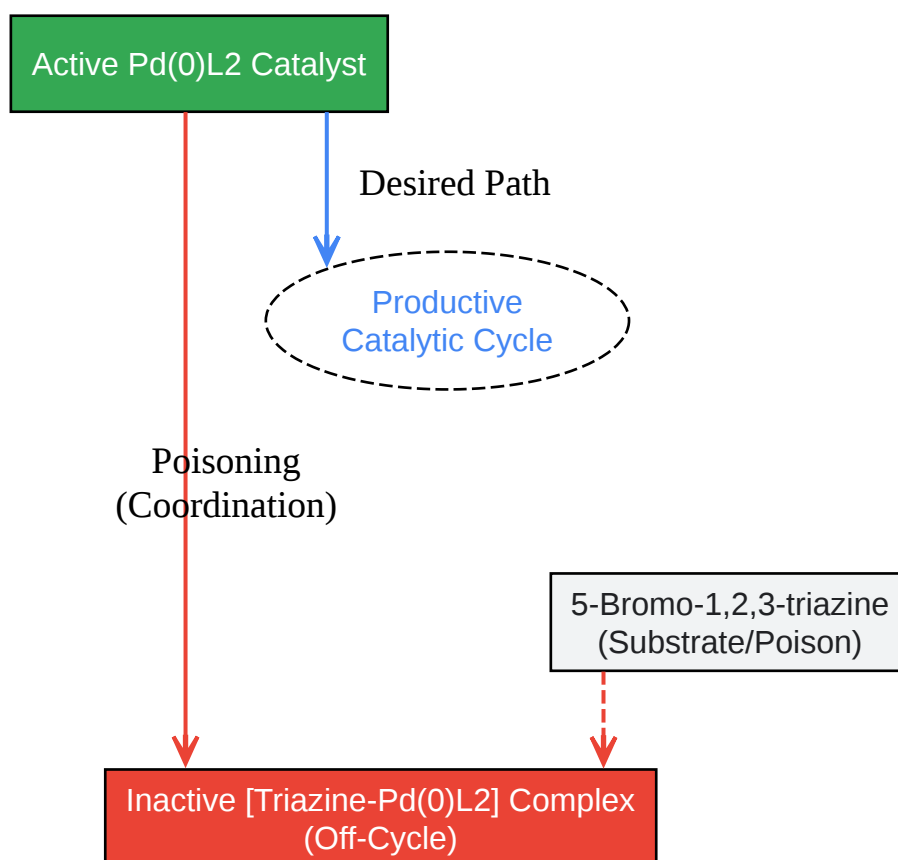 Active Pd(0)L2 Catalyst
Desired Path
Productive
Catalytic Cycle
Poisoning
(Coordination)
5-Bromo-1,2,3-triazine
(Substrate/Poison)
Inactive [Triazine-Pd(0)L2] Complex
(Off-Cycle)